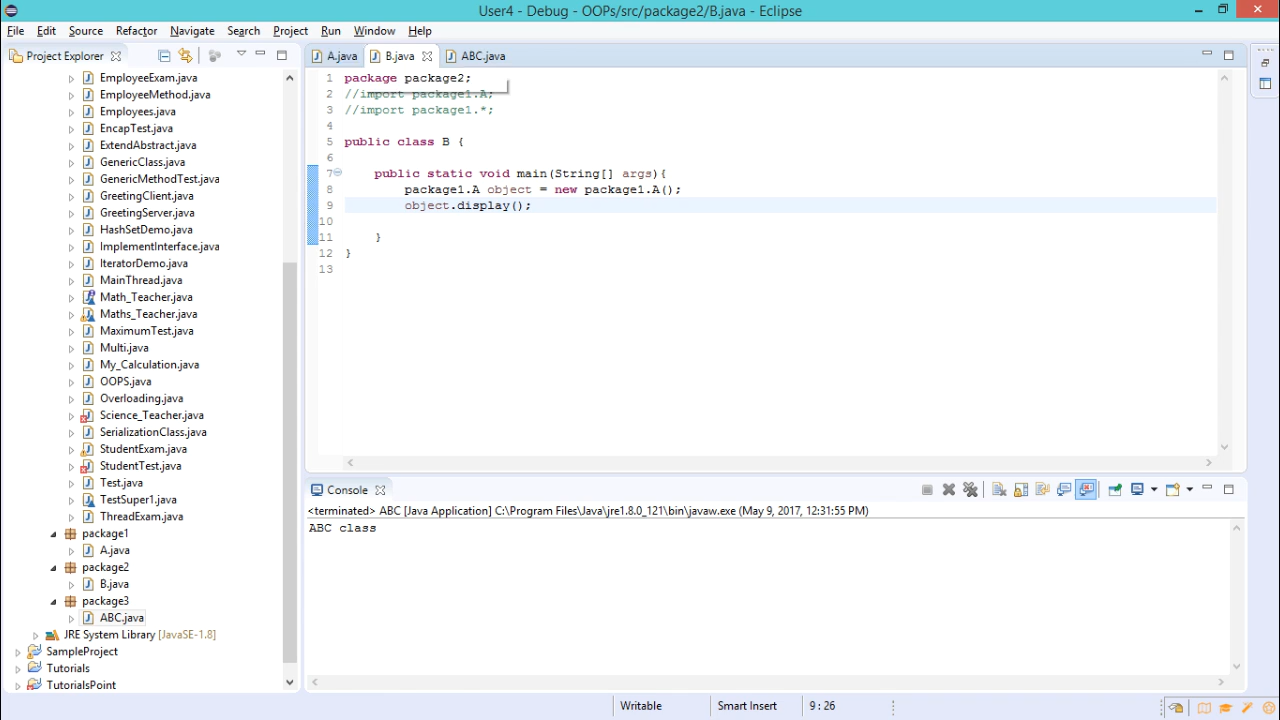 User4 - Debug - OOPs/src/package2/B.java - Eclipse
File Edit Source Refactor Navigate Search Project Run Window Help
Project Explorer
EmployeeExam.java
EmployeeMethod.java
Employees.java
EncapTest.java
ExtendAbstract.java
GenericClass.java
GenericMethodTest.java
GreetingClient.java
GreetingServer.java
HashSetDemo.java
ImplementInterface.java
IteratorDemo.java
MainThread.java
Math_Teacher.java
Maths_Teacher.java
MaximumTest.java
Multi.java
My_Calculation.java
OOPS.java
Overloading.java
Science_Teacher.java
SerializationClass.java
StudentExam.java
StudentTest.java
Test.java
TestSuper1.java
ThreadExam.java
package1
A.java
package2
B.java
package3
ABC.java
JRE System Library [JavaSE-1.8]
SampleProject
Tutorials
TutorialsPoint
A.java B.java ABC.java
1 package package2;
2 //import package1.A;
3 //import package1.*;
4
5 public class B {
6
7 public static void main(String[] args){
8 package1.A object = new package1.A();
9 object.display();
10
11 }
12 }
13
Console
<terminated> ABC [Java Application] C:\Program Files\Java\jre1.8.0_121\bin\javaw.exe (May 9, 2017, 12:31:55 PM)
ABC class
Writable Smart Insert 9 : 26